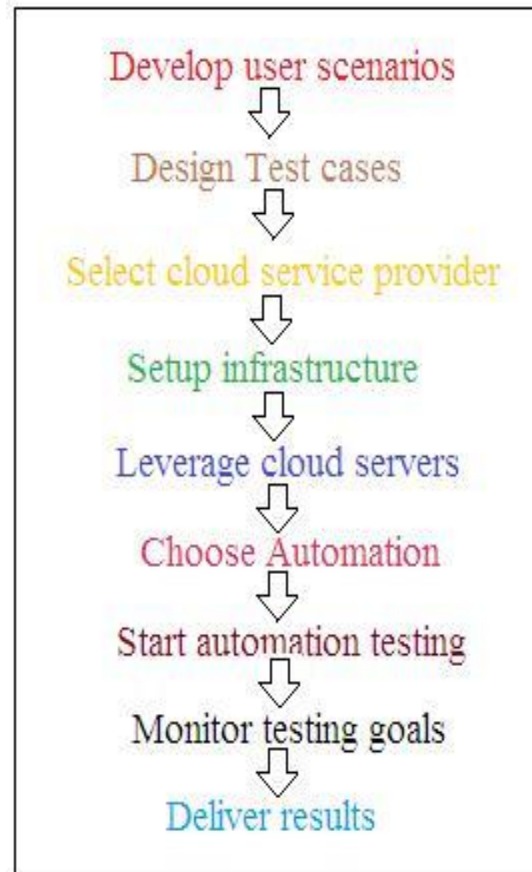 Develop user scenarios
Design Test cases
Select cloud service provider
Setup infrastructure
Leverage cloud servers
Choose Automation
Start automation testing
Monitor testing goals
Deliver results